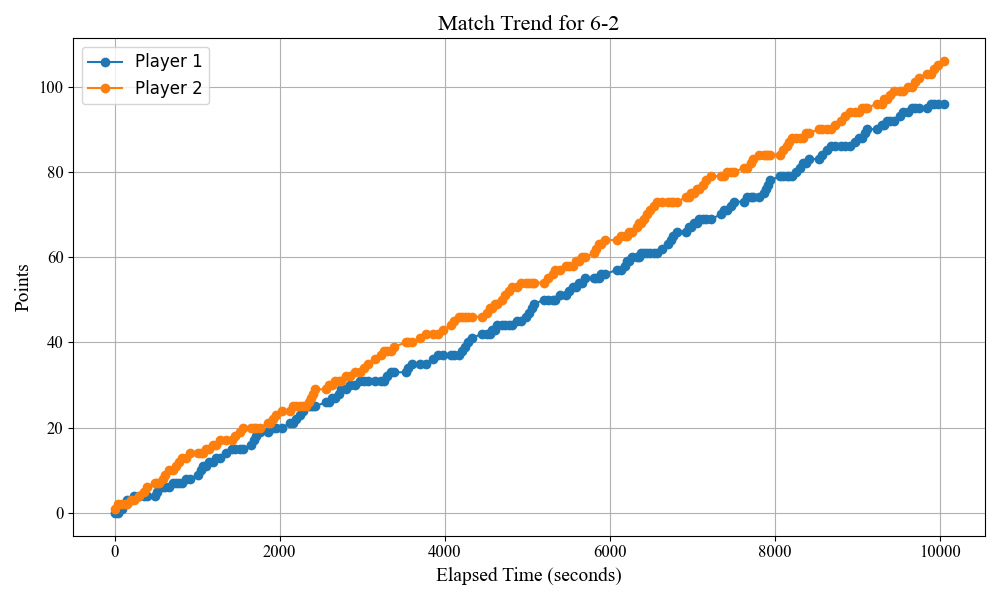 Match Trend for 6-2
Player 1
Player 2
Points
100
80
60
40
20
0
0 2000 4000 6000 8000 10000
Elapsed Time (seconds)